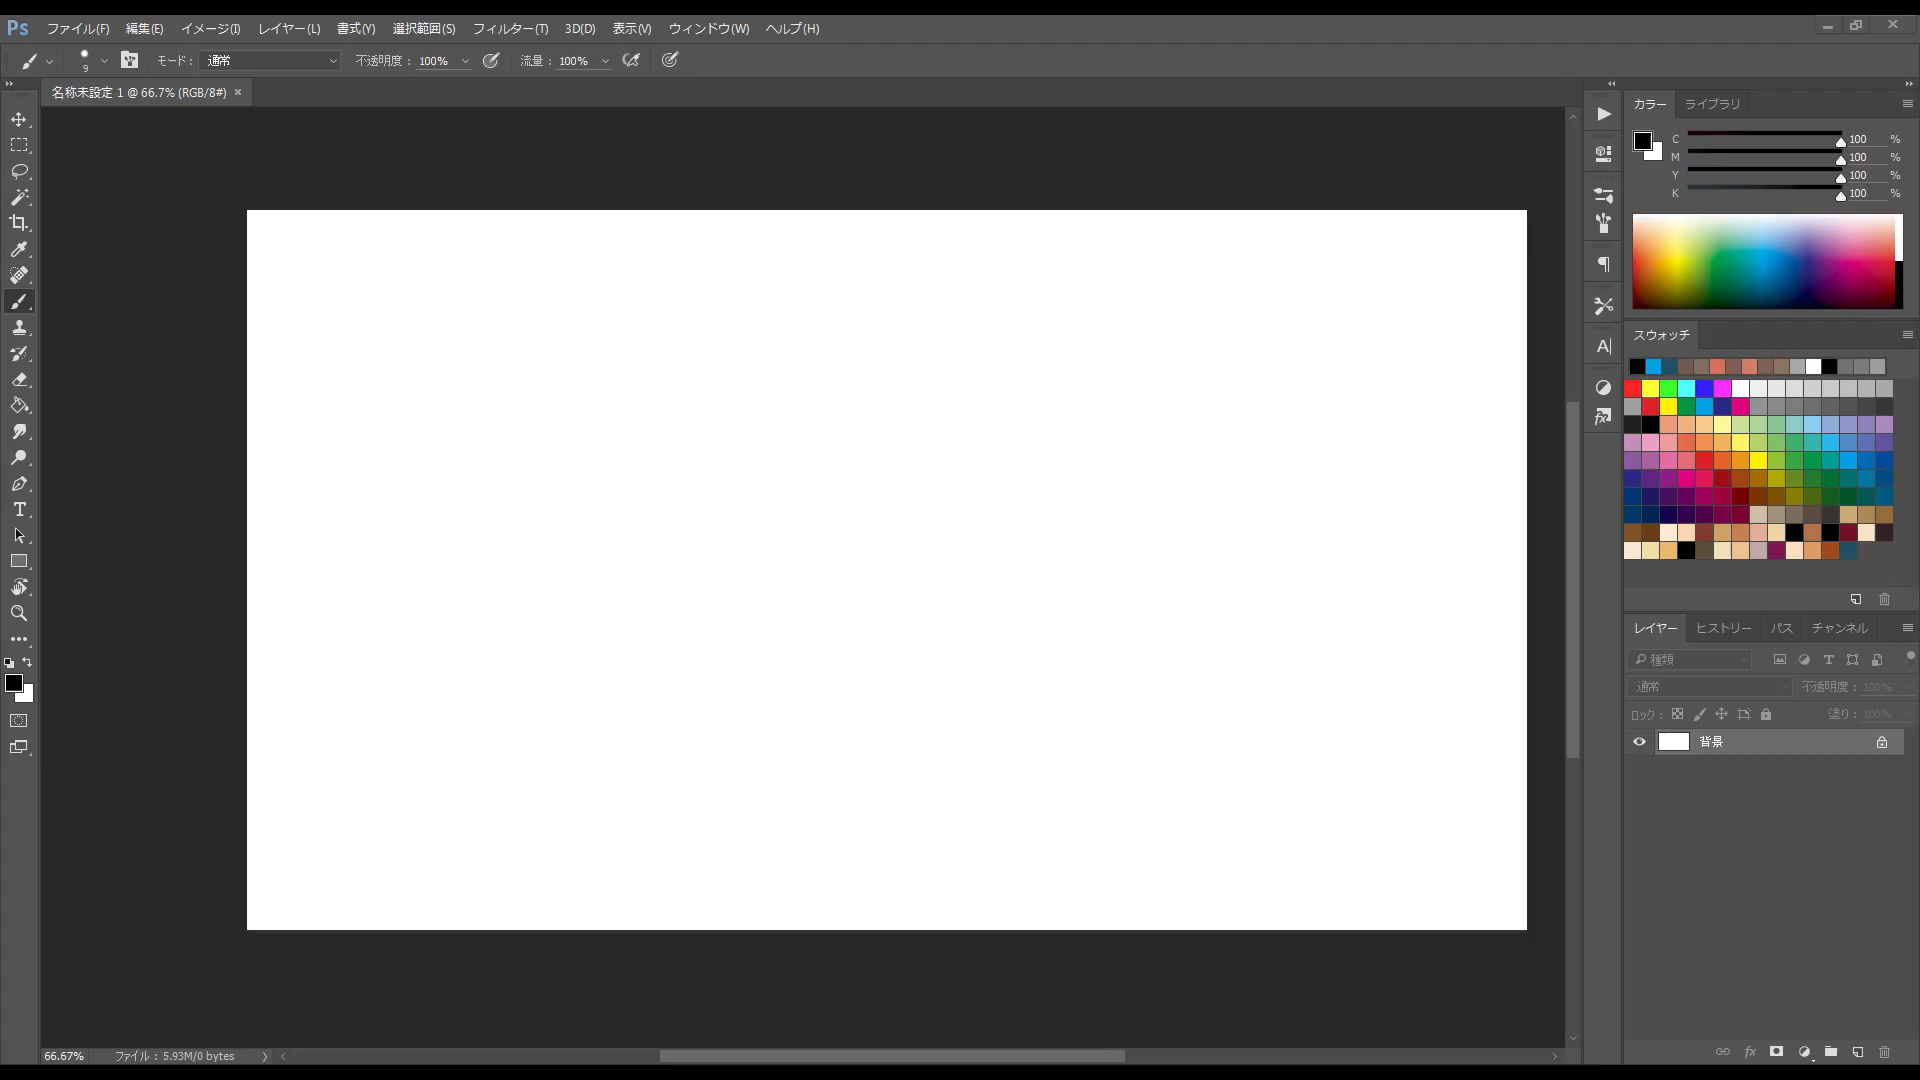 Ps ファイル(F) 編集(E) イメージ(I) レイヤー(L) 書式(Y) 選択範囲(S) フィルター(T) 3D(D) 表示(V) ウィンドウ(W) ヘルプ(H)
9 モード: 通常 不透明度: 100% 流量: 100%
名称未設定 1 @ 66.7% (RGB/8#) ×
カラー ライブラリ
C 100 %
M 100 %
Y 100 %
K 100 %
スウォッチ
レイヤー ヒストリー パス チャンネル
種類
通常 不透明度: 100%
ロック: 塗り: 100%
背景
fx
66.67% ファイル: 5.93M/0 bytes